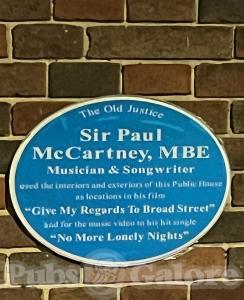 The Old Justice
Sir Paul
McCartney, MBE
Musician & Songwriter
used the interiors and exteriors of this Public House
as locations in his film
"Give My Regards To Broad Street"
and for the music video to his hit single
"No More Lonely Nights"
Pubs Galore